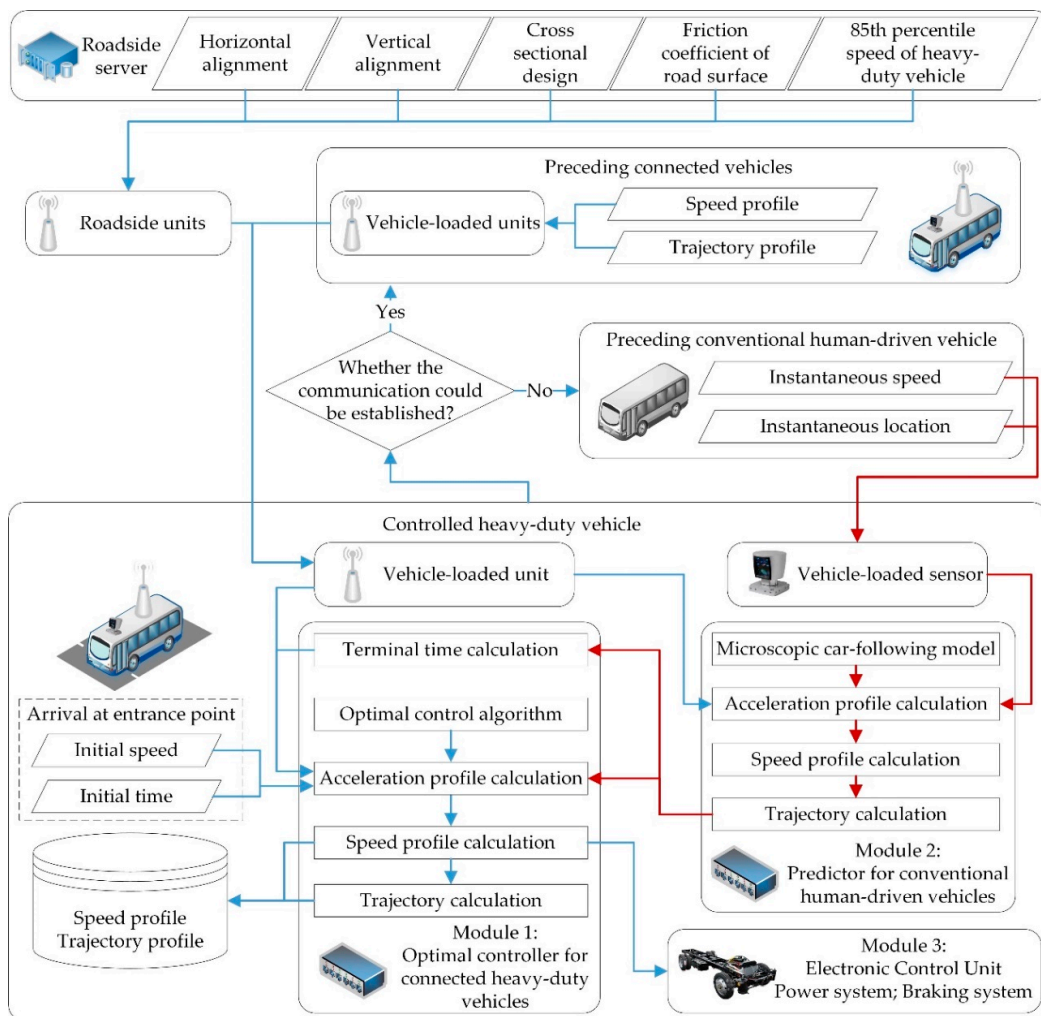 Roadside
server
Horizontal
alignment
Vertical
alignment
Cross
sectional
design
Friction
coefficient of
road surface
85th percentile
speed of heavy-
duty vehicle
Preceding connected vehicles
Roadside units
Vehicle-loaded units
Speed profile
Trajectory profile
Yes
Whether the
communication could
be established?
No
Preceding conventional human-driven vehicle
Instantaneous speed
Instantaneous location
Controlled heavy-duty vehicle
Vehicle-loaded unit
Vehicle-loaded sensor
Terminal time calculation
Optimal control algorithm
Acceleration profile calculation
Speed profile calculation
Trajectory calculation
Module 1:
Optimal controller for
connected heavy-duty
vehicles
Microscopic car-following model
Acceleration profile calculation
Speed profile calculation
Trajectory calculation
Module 2:
Predictor for conventional
human-driven vehicles
Arrival at entrance point
Initial speed
Initial time
Speed profile
Trajectory profile
Module 3:
Electronic Control Unit
Power system; Braking system